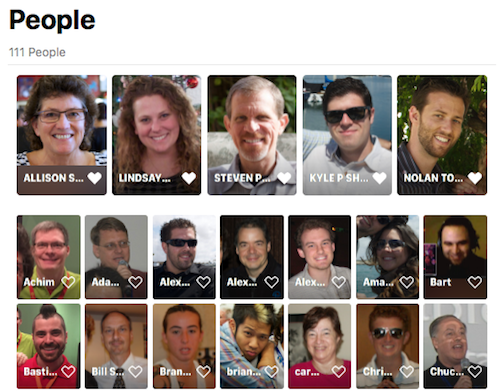 People
111 People
ALLISON S... LINDSAY... STEVEN P... KYLE P SH... NOLAN TO...
Achim Ada... Alex... Alex... Alex... Ama... Bart
Basti... Bill S... Bran... brian... car... Chri... Chuc...